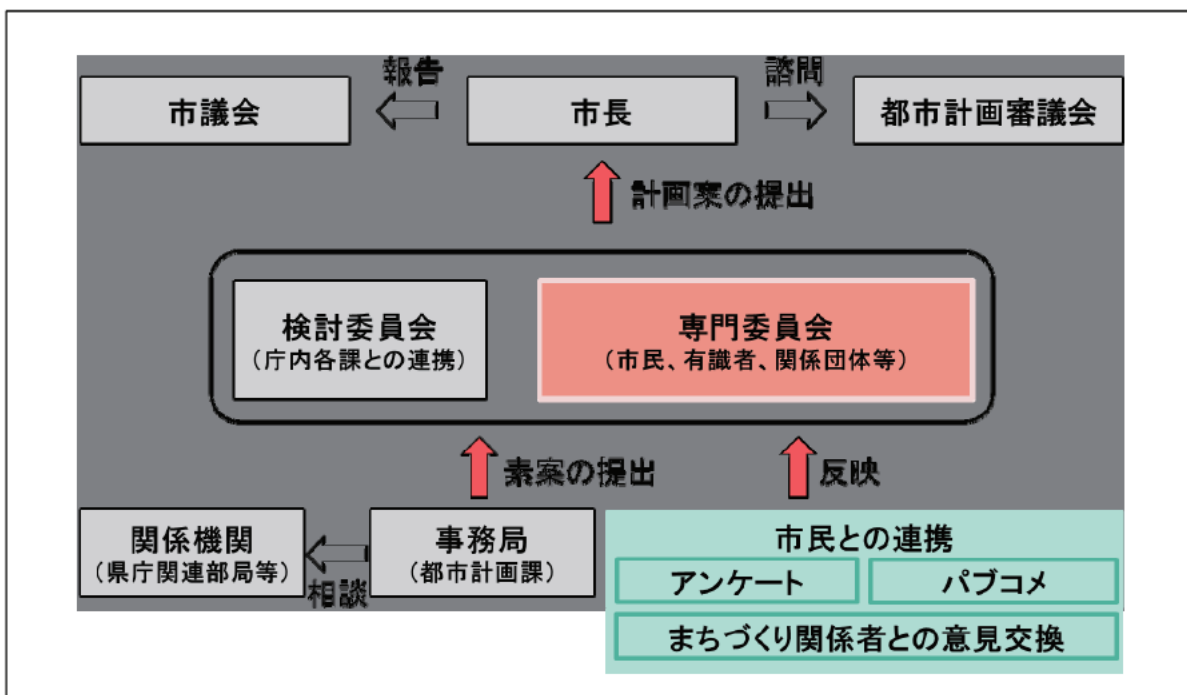 報告
諮問
市議会
市長
都市計画審議会
計画案の提出
検討委員会
（庁内各課との連携）
専門委員会
（市民、有識者、関係団体等）
素案の提出
反映
関係機関
（県庁関連部局等）
相談
事務局
（都市計画課）
市民との連携
アンケート
パブコメ
まちづくり関係者との意見交換